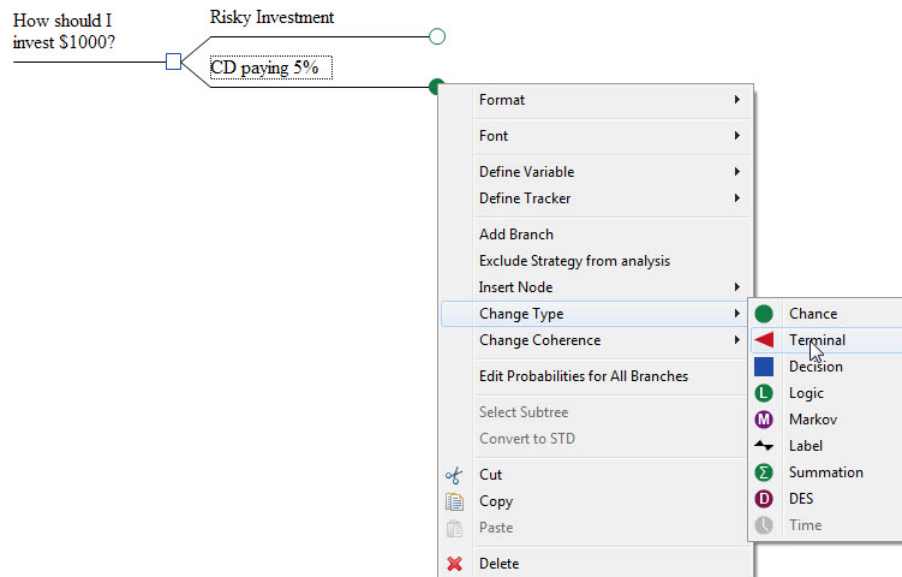 How should I
invest $1000?
Risky Investment
CD paying 5%
Format
Font
Define Variable
Define Tracker
Add Branch
Exclude Strategy from analysis
Insert Node
Change Type
Change Coherence
Edit Probabilities for All Branches
Select Subtree
Convert to STD
Cut
Copy
Paste
Delete
Chance
Terminal
Decision
L Logic
M Markov
Label
Σ Summation
D DES
Time